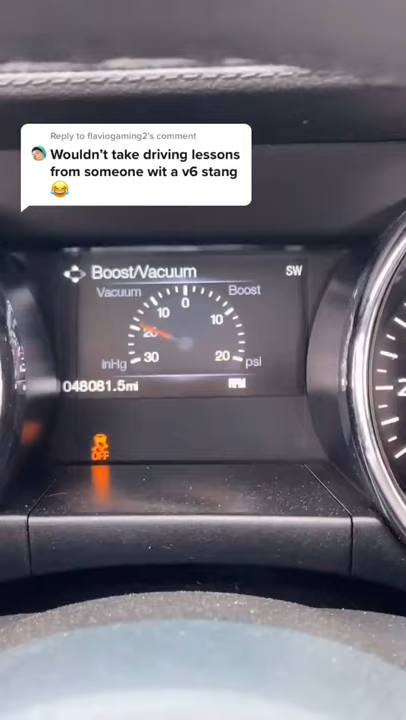 Reply to flaviogaming2's comment
Wouldn't take driving lessons
from someone wit a v6 stang
😂
Boost/Vacuum
SW
Vacuum
Boost
0
10
10
20
30
20
InHg
psi
048081.5mi
RPM
OFF